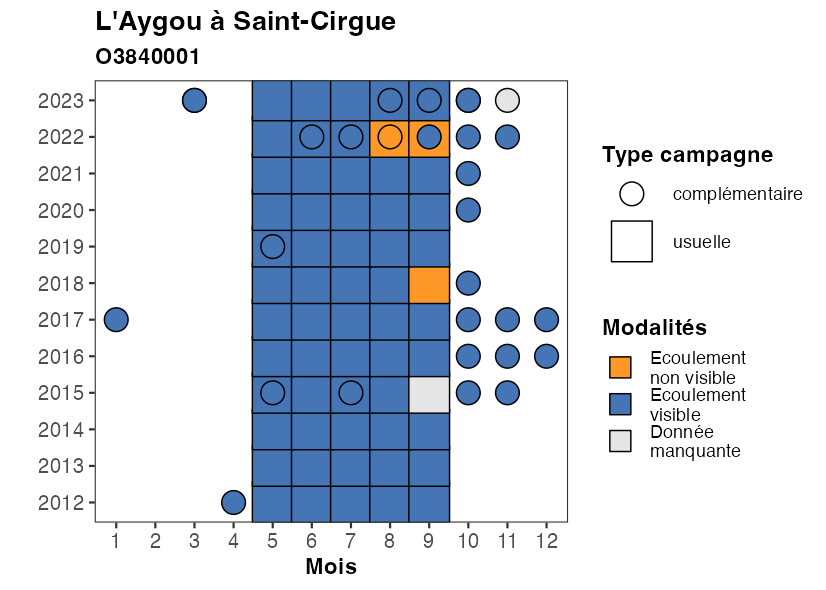 L'Aygou à Saint-Cirgue
O3840001
2023
2022
2021
2020
2019
2018
2017
2016
2015
2014
2013
2012
1 2 3 4 5 6 7 8 9 10 11 12
Mois
Type campagne
complémentaire
usuelle
Modalités
Ecoulement
non visible
Ecoulement
visible
Donnée
manquante